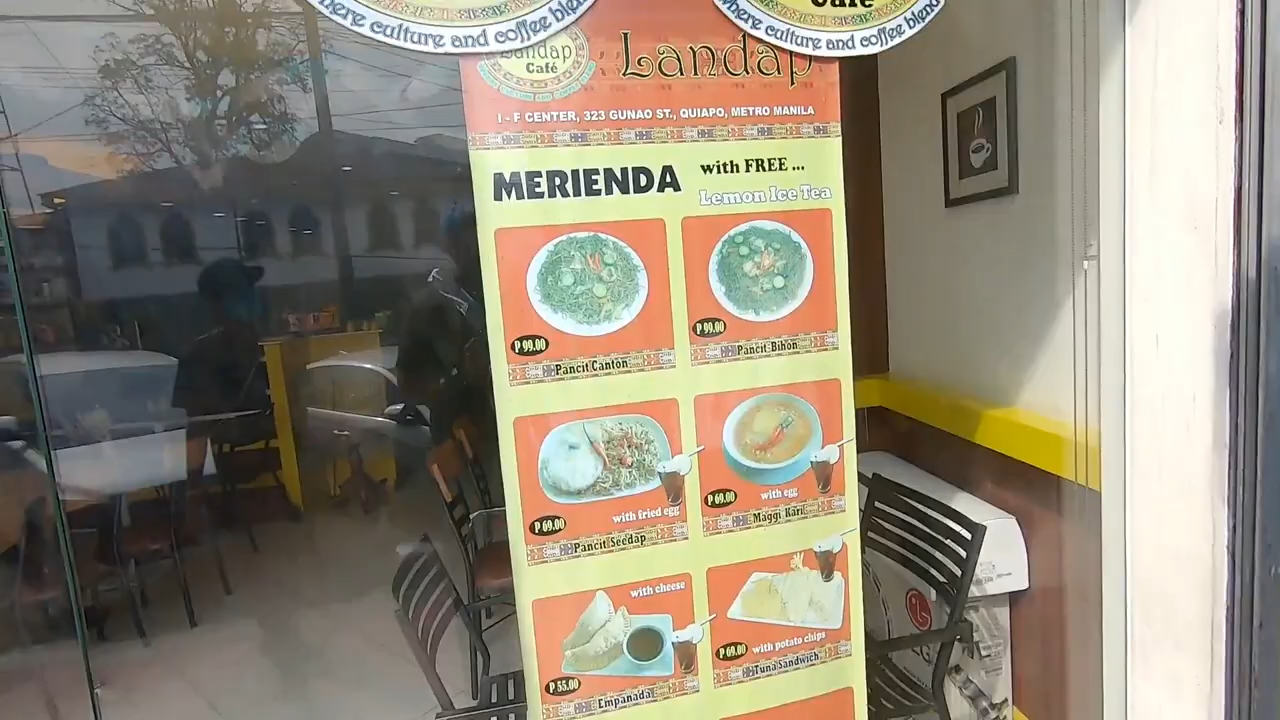 where culture and coffee blend
Café
where culture and coffee blend
Landap
Café
Landap
I - F CENTER, 323 GUNAO ST., QUIAPO, METRO MANILA
MERIENDA
with FREE ...
Lemon Ice Tea
P 99.00
Pancit Canton
P 99.00
Pancit Bihon
P 69.00
with fried egg
Pancit Seedap
P 69.00
with egg
Maggi Kari
with cheese
P 55.00
Empanada
P 69.00
with potato chips
Tuna Sandwich
LG